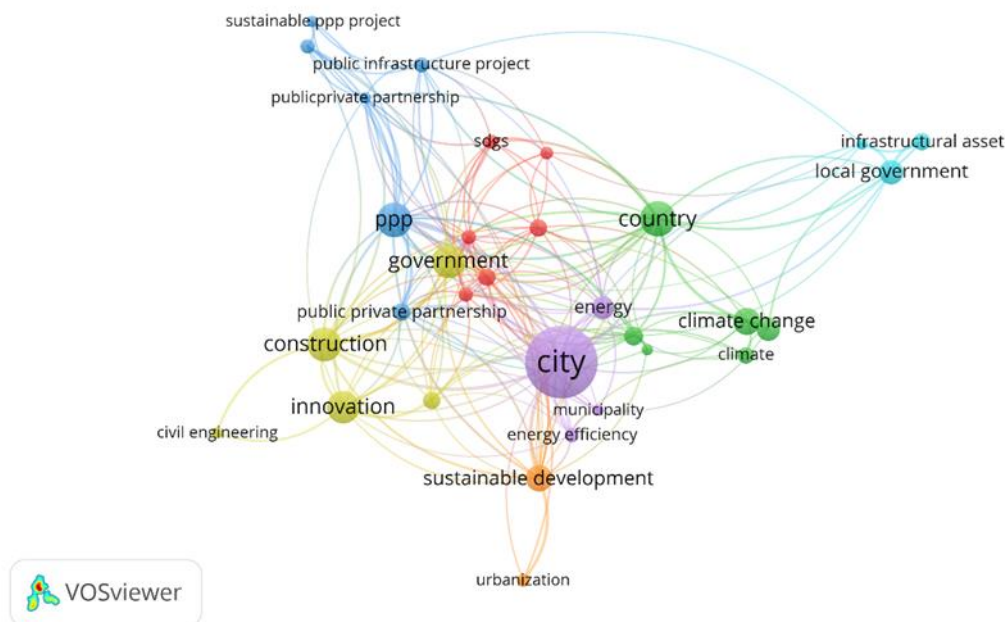 sustainable ppp project
public infrastructure project
publicprivate partnership
sdgs
infrastructural asset
local government
ppp
country
government
energy
public private partnership
climate change
construction
climate
city
innovation
municipality
civil engineering
energy efficiency
sustainable development
urbanization
VOSviewer